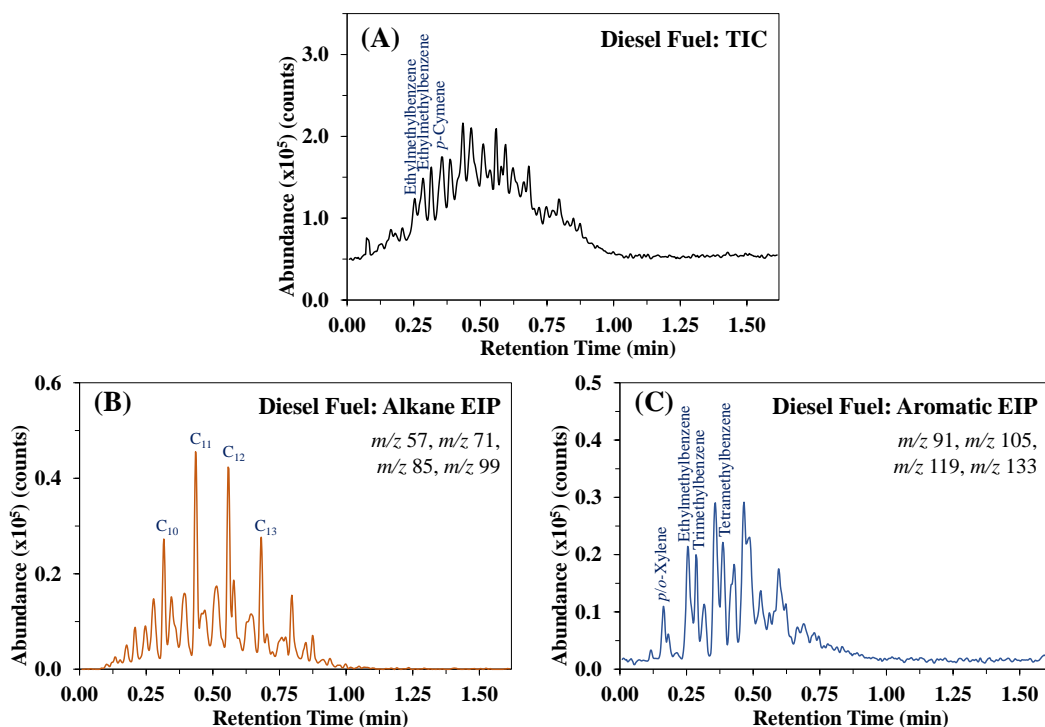 (A)
Diesel Fuel: TIC
Abundance (x10⁵) (counts)
3.0
2.0
1.0
0.0
Ethylmethylbenzene
Ethylmethylbenzene
p-Cymene
0.00 0.25 0.50 0.75 1.00 1.25 1.50
Retention Time (min)
(B)
Diesel Fuel: Alkane EIP
m/z 57, m/z 71,
m/z 85, m/z 99
Abundance (x10⁵) (counts)
0.6
0.4
0.2
0.0
C₁₀
C₁₁
C₁₂
C₁₃
0.00 0.25 0.50 0.75 1.00 1.25 1.50
Retention Time (min)
(C)
Diesel Fuel: Aromatic EIP
m/z 91, m/z 105,
m/z 119, m/z 133
Abundance (x10⁵) (counts)
0.5
0.4
0.3
0.2
0.1
0.0
p/o-Xylene
Ethylmethylbenzene
Trimethylbenzene
Tetramethylbenzene
0.00 0.25 0.50 0.75 1.00 1.25 1.50
Retention Time (min)